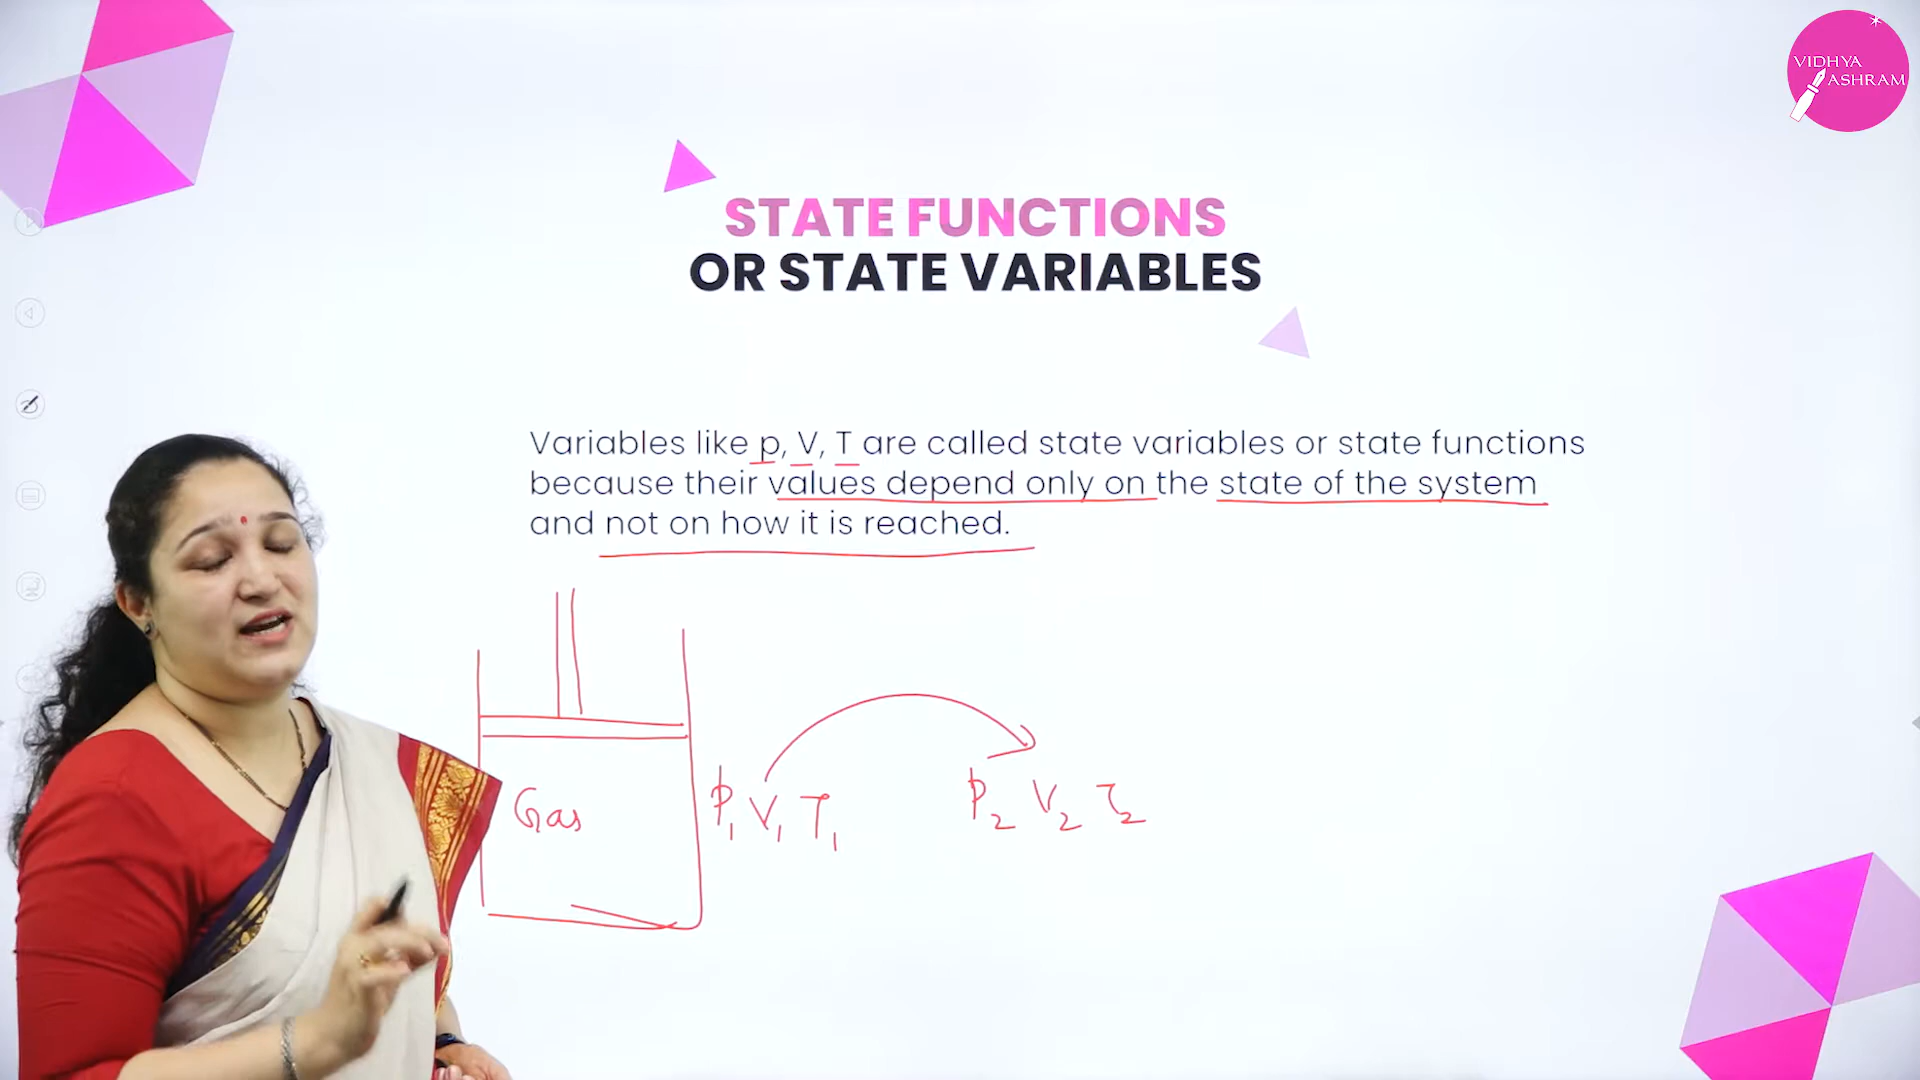 VIDHYA
ASHRAM
STATE FUNCTIONS
OR STATE VARIABLES
Variables like p, V, T are called state variables or state functions
because their values depend only on the state of the system
and not on how it is reached.
Gas
P₁ V₁ T₁
P₂ V₂ T₂